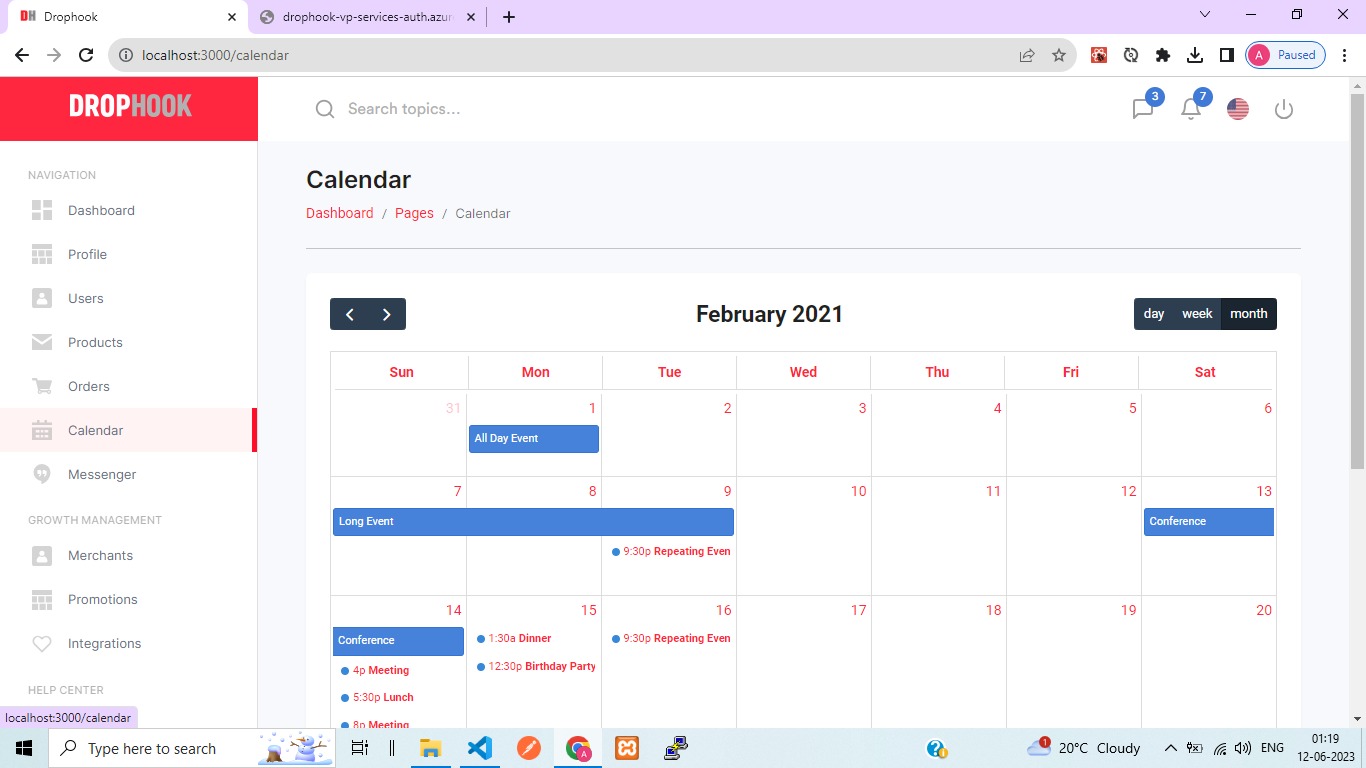 DH Drophook
drophook-vp-services-auth.azur
localhost:3000/calendar
A Paused
DROPHOOK
Search topics...
3
7
NAVIGATION
Dashboard
Profile
Users
Products
Orders
Calendar
Messenger
GROWTH MANAGEMENT
Merchants
Promotions
Integrations
HELP CENTER
localhost:3000/calendar
Calendar
Dashboard / Pages / Calendar
February 2021
day week month
Sun Mon Tue Wed Thu Fri Sat
31 1 2 3 4 5 6
All Day Event
7 8 9 10 11 12 13
Long Event Conference
9:30p Repeating Even
14 15 16 17 18 19 20
Conference 1:30a Dinner 9:30p Repeating Even
4p Meeting 12:30p Birthday Party
5:30p Lunch
8p Meeting
Type here to search
A
1
20°C Cloudy
ENG
01:19
12-06-2023